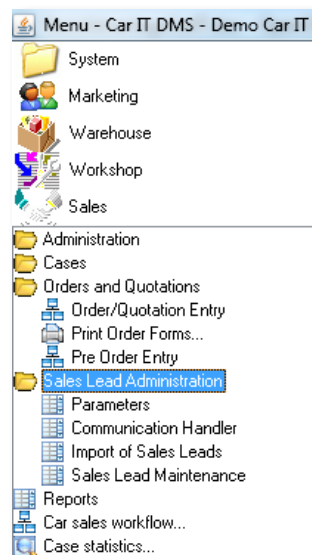 Menu - Car IT DMS - Demo Car IT
System
Marketing
Warehouse
Workshop
Sales
Administration
Cases
Orders and Quotations
Order/Quotation Entry
Print Order Forms...
Pre Order Entry
Sales Lead Administration
Parameters
Communication Handler
Import of Sales Leads
Sales Lead Maintenance
Reports
Car sales workflow...
Case statistics...